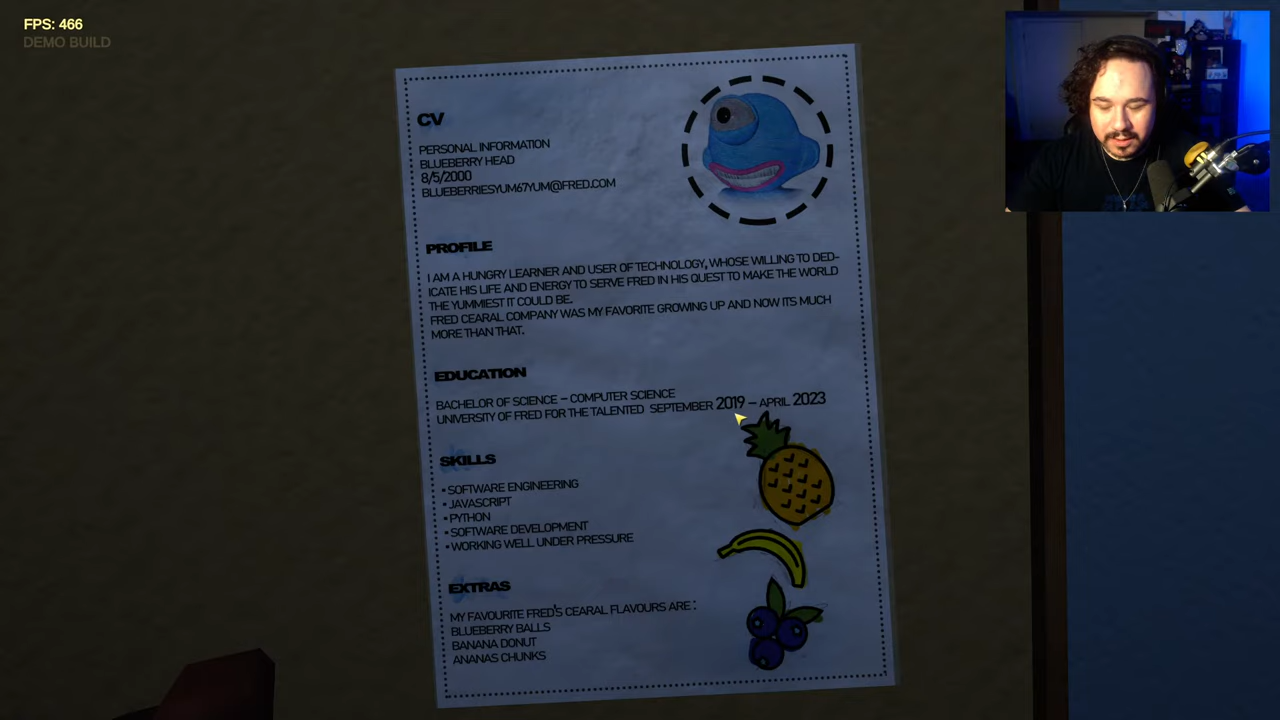 FPS: 466
DEMO BUILD
CV
PERSONAL INFORMATION
BLUEBERRY HEAD
8/5/2000
BLUEBERRIESYUM67YUM@FRED.COM
PROFILE
I AM A HUNGRY LEARNER AND USER OF TECHNOLOGY, WHOSE WILLING TO DED-
ICATE HIS LIFE AND ENERGY TO SERVE FRED IN HIS QUEST TO MAKE THE WORLD
THE YUMMIEST IT COULD BE.
FRED CEARAL COMPANY WAS MY FAVORITE GROWING UP AND NOW ITS MUCH
MORE THAN THAT.
EDUCATION
BACHELOR OF SCIENCE – COMPUTER SCIENCE
UNIVERSITY OF FRED FOR THE TALENTED SEPTEMBER 2019 – APRIL 2023
SKILLS
• SOFTWARE ENGINEERING
• JAVASCRIPT
• PYTHON
• SOFTWARE DEVELOPMENT
• WORKING WELL UNDER PRESSURE
EXTRAS
MY FAVOURITE FRED'S CEARAL FLAVOURS ARE :
BLUEBERRY BALLS
BANANA DONUT
ANANAS CHUNKS